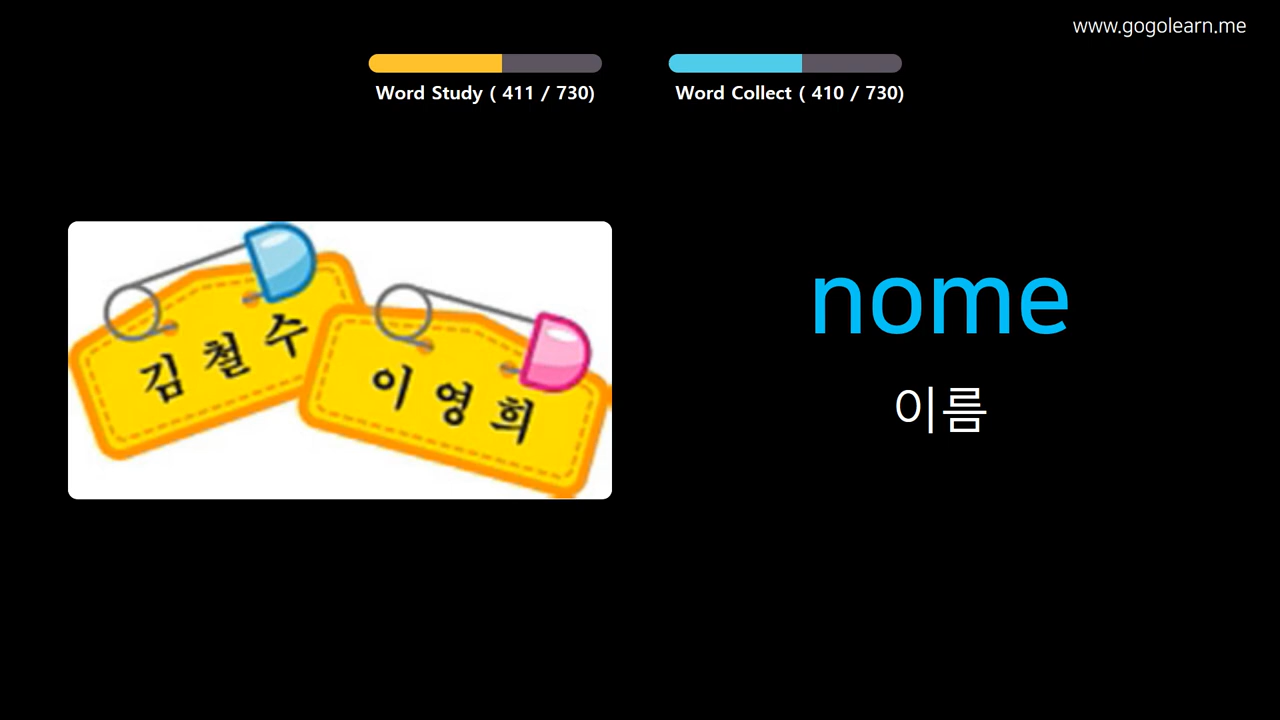 www.gogolearn.me
Word Study ( 411 / 730)
Word Collect ( 410 / 730)
김철수
이영희
nome
이름